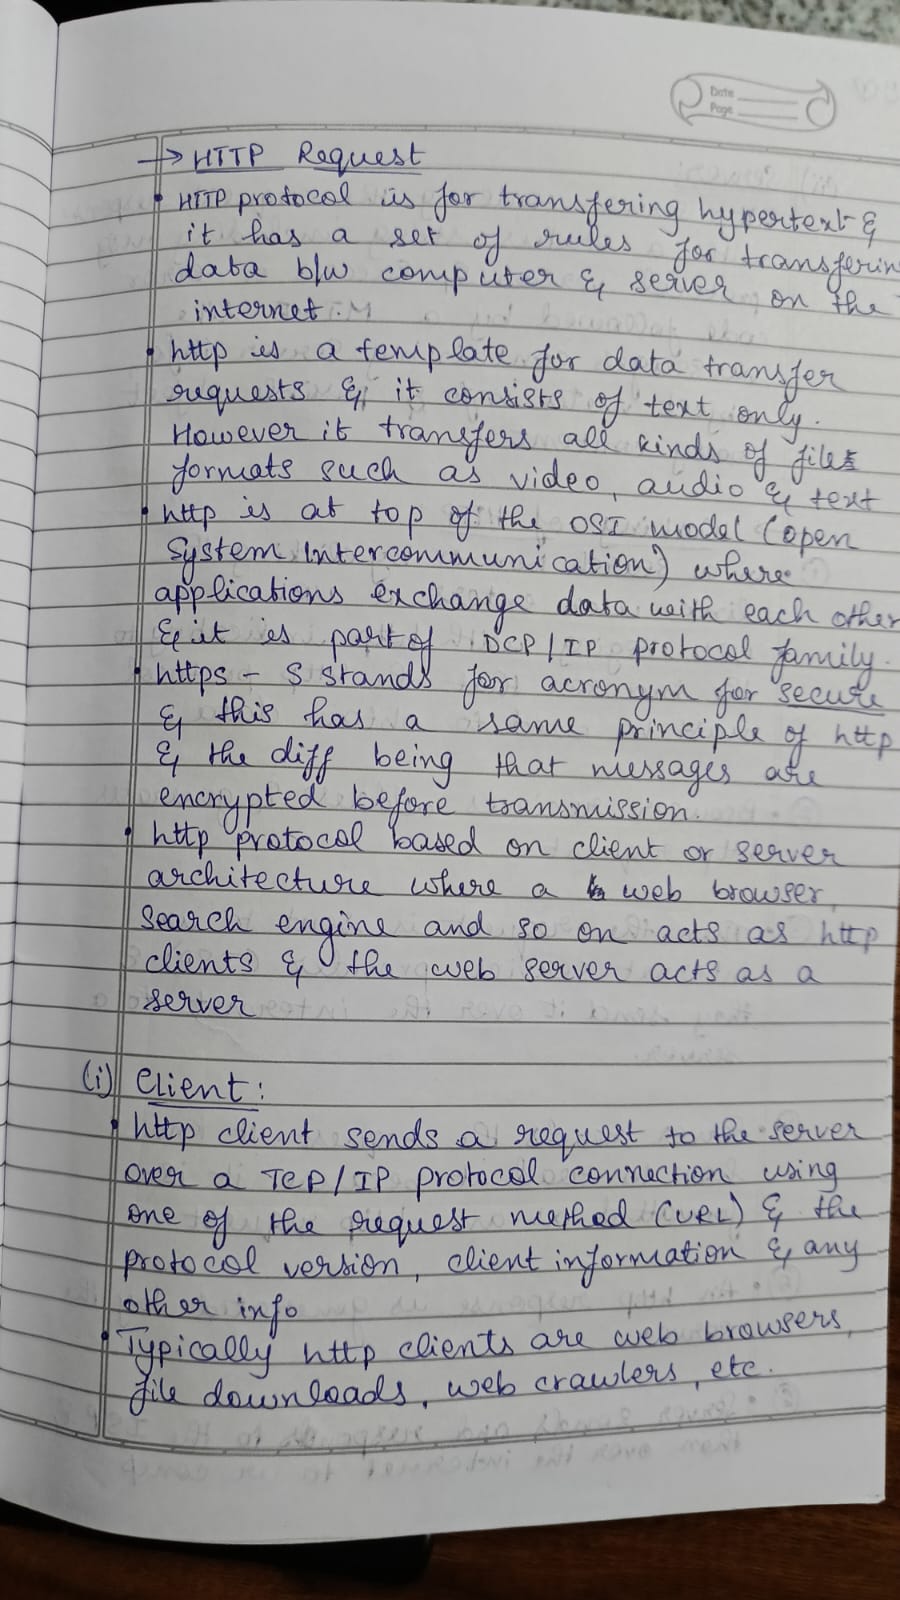 Date
Page
→ HTTP Request
• HTTP protocol is for transfering hypertext &
it has a set of rules for transferin
data b/w computer & server on the
internet.
• http is a template for data transfer
requests & it consists of text only.
However it transfers all kinds of files
formats such as video, audio & text
• http is at top of the OSI model (open
System Intercommunication) where
applications exchange data with each other
& it is part of DCP/IP protocol family.
• https - S stands for acronym for secure
& this has a same principle of http
& the diff being that messages are
encrypted before transmission.
• http protocol based on client or server
architecture where a web browser,
search engine and so on acts as http
clients & the web server acts as a
server
(i) Client:
• http client sends a request to the server
over a TCP/IP protocol connection using
one of the request method (URL) & the
protocol version, client information & any
other info
• Typically http clients are web browsers,
file downloads, web crawlers, etc.